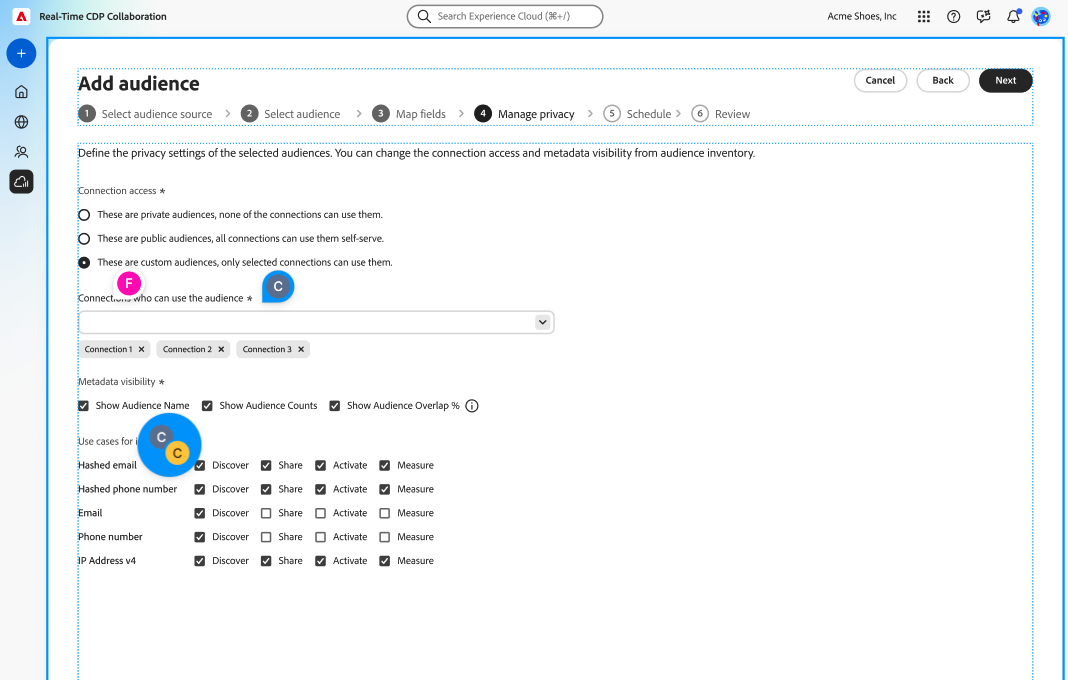 Real-Time CDP Collaboration
Search Experience Cloud (⌘+/)
Acme Shoes, Inc
Add audience
Cancel
Back
Next
1 Select audience source
2 Select audience
3 Map fields
4 Manage privacy
5 Schedule
6 Review
Define the privacy settings of the selected audiences. You can change the connection access and metadata visibility from audience inventory.
Connection access *
These are private audiences, none of the connections can use them.
These are public audiences, all connections can use them self-serve.
These are custom audiences, only selected connections can use them.
F
C
Connections who can use the audience *
Connection 1 Connection 2 Connection 3
Metadata visibility *
Show Audience Name Show Audience Counts Show Audience Overlap %
C
C
Use cases for
Hashed email Discover Share Activate Measure
Hashed phone number Discover Share Activate Measure
Email Discover Share Activate Measure
Phone number Discover Share Activate Measure
IP Address v4 Discover Share Activate Measure